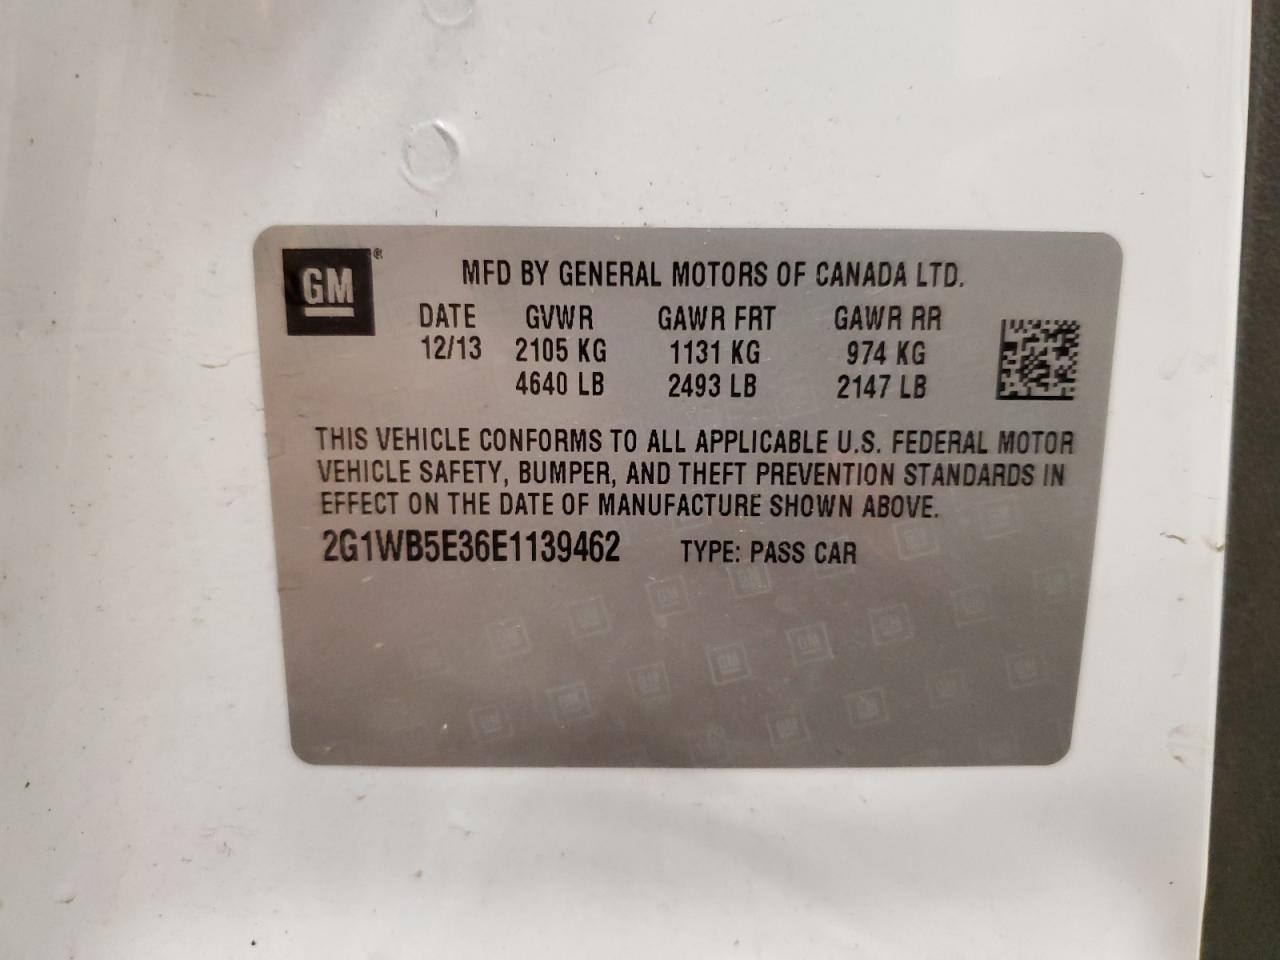 GM®
MFD BY GENERAL MOTORS OF CANADA LTD.
DATE GVWR GAWR FRT GAWR RR
12/13 2105 KG 1131 KG 974 KG
4640 LB 2493 LB 2147 LB
THIS VEHICLE CONFORMS TO ALL APPLICABLE U.S. FEDERAL MOTOR
VEHICLE SAFETY, BUMPER, AND THEFT PREVENTION STANDARDS IN
EFFECT ON THE DATE OF MANUFACTURE SHOWN ABOVE.
2G1WB5E36E1139462 TYPE: PASS CAR